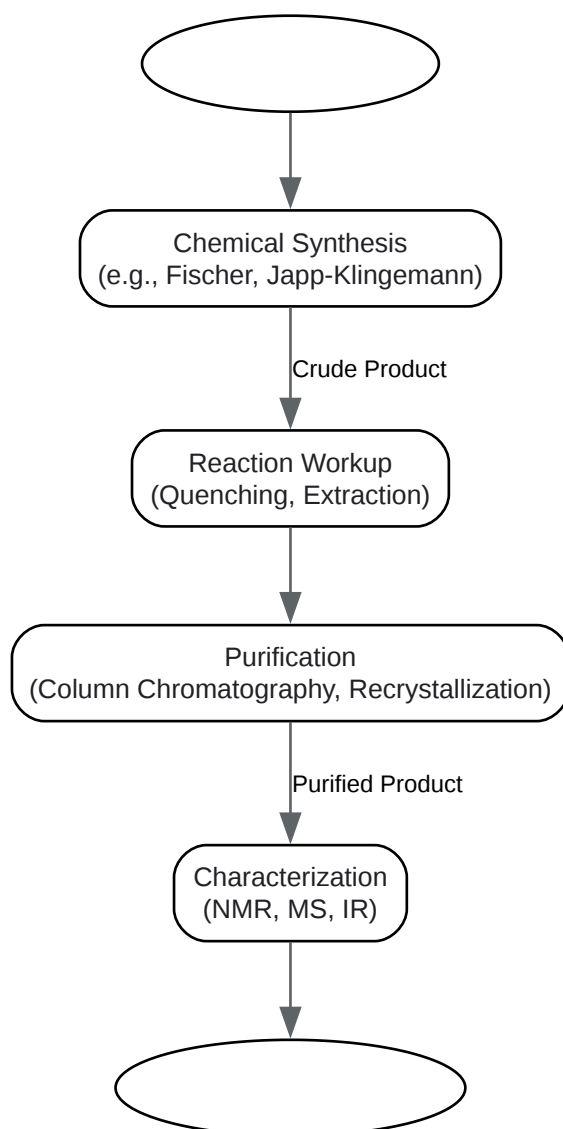 Chemical Synthesis
(e.g., Fischer, Japp-Klingemann)
Crude Product
Reaction Workup
(Quenching, Extraction)
Purification
(Column Chromatography, Recrystallization)
Purified Product
Characterization
(NMR, MS, IR)